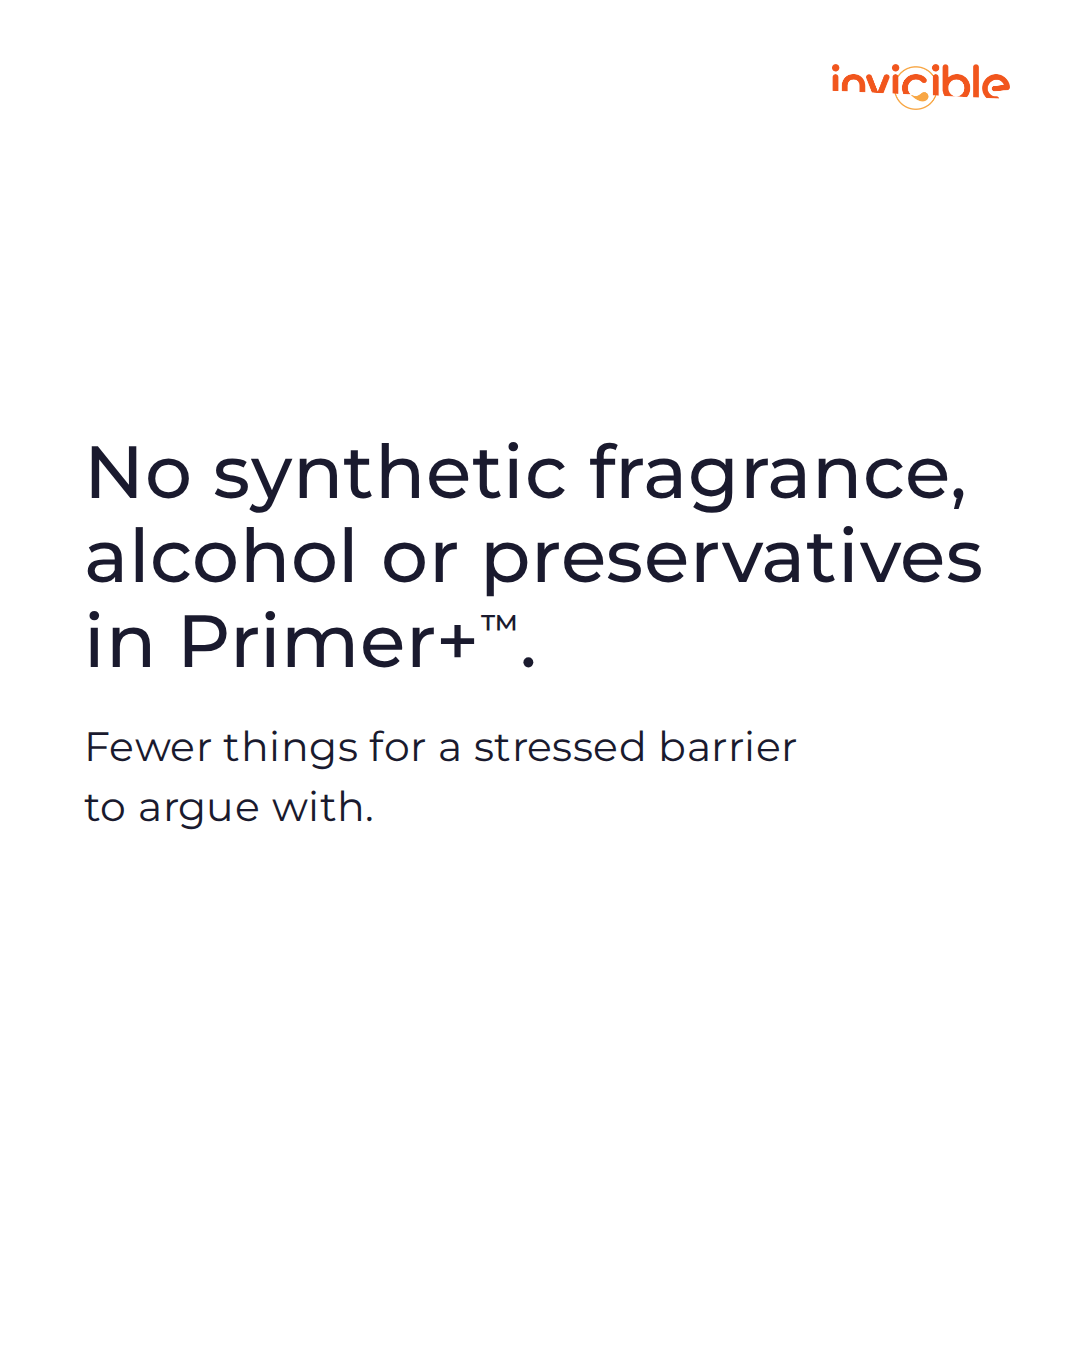 invicible
No synthetic fragrance,
alcohol or preservatives
in Primer+™.
Fewer things for a stressed barrier
to argue with.